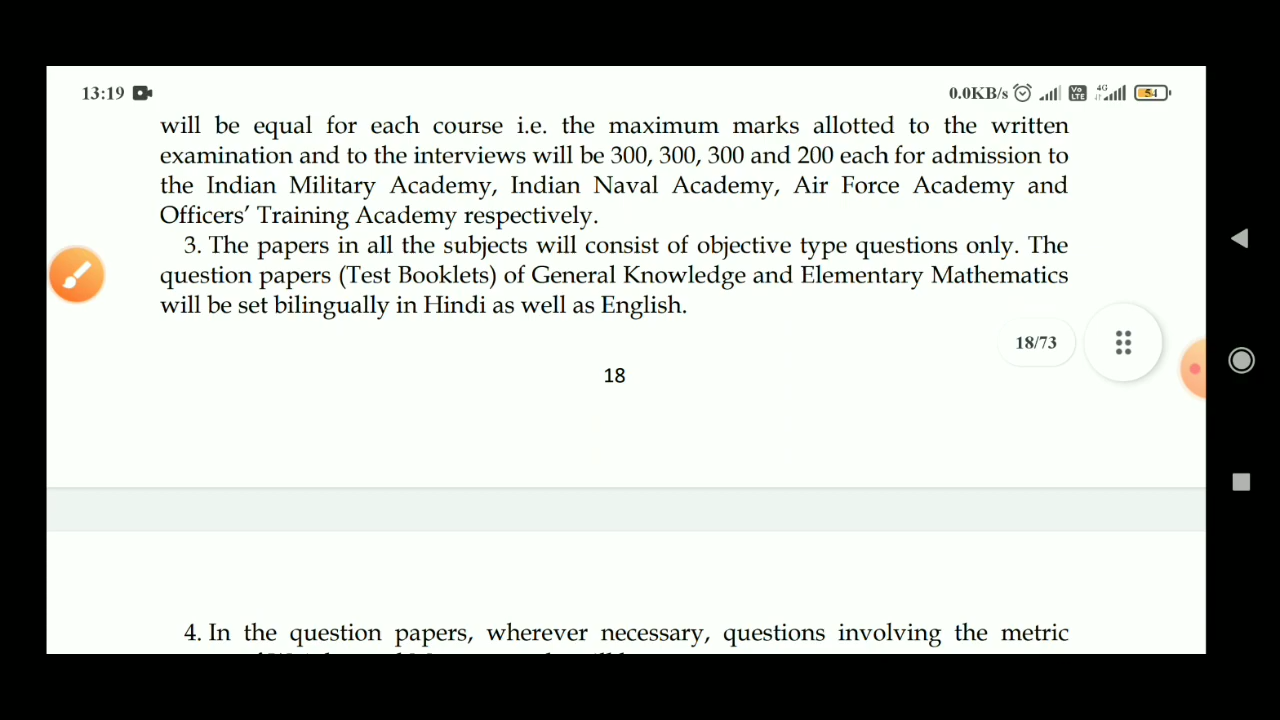 13:19
0.0KB/s
Vo
LTE
4G
54
will be equal for each course i.e. the maximum marks allotted to the written
examination and to the interviews will be 300, 300, 300 and 200 each for admission to
the Indian Military Academy, Indian Naval Academy, Air Force Academy and
Officers’ Training Academy respectively.
3. The papers in all the subjects will consist of objective type questions only. The
question papers (Test Booklets) of General Knowledge and Elementary Mathematics
will be set bilingually in Hindi as well as English.
18/73
18
4. In the question papers, wherever necessary, questions involving the metric